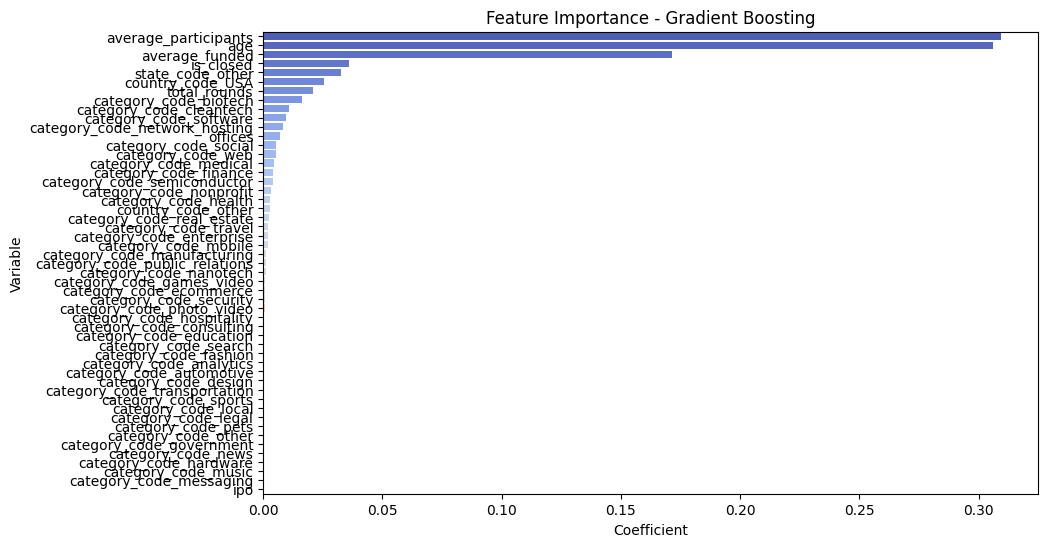 Feature Importance - Gradient Boosting
average_participants
age
average_funded
is_closed
state_code_other
country_code_USA
total_rounds
category_code_biotech
category_code_cleantech
category_code_software
category_code_network_hosting
offices
category_code_social
category_code_web
category_code_medical
category_code_finance
category_code_semiconductor
category_code_nonprofit
category_code_health
country_code_other
category_code_real_estate
category_code_travel
category_code_enterprise
category_code_mobile
category_code_manufacturing
category_code_public_relations
category_code_nanotech
category_code_games_video
category_code_ecommerce
category_code_security
category_code_photo_video
category_code_hospitality
category_code_consulting
category_code_education
category_code_search
category_code_fashion
category_code_analytics
category_code_automotive
category_code_design
category_code_transportation
category_code_sports
category_code_local
category_code_legal
category_code_pets
category_code_other
category_code_government
category_code_news
category_code_hardware
category_code_music
category_code_messaging
ipo
Variable
0.00 0.05 0.10 0.15 0.20 0.25 0.30
Coefficient